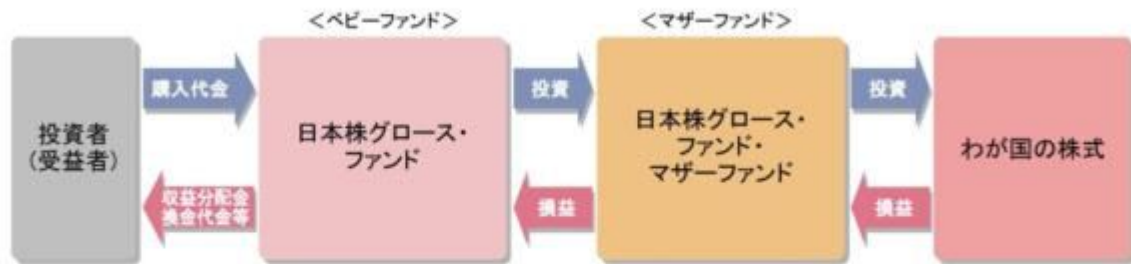 ＜ベビーファンド＞
＜マザーファンド＞
投資者
(受益者)
購入代金
収益分配金
換金代金等
日本株グロース・
ファンド
投資
損益
日本株グロース・
ファンド・
マザーファンド
投資
損益
わが国の株式